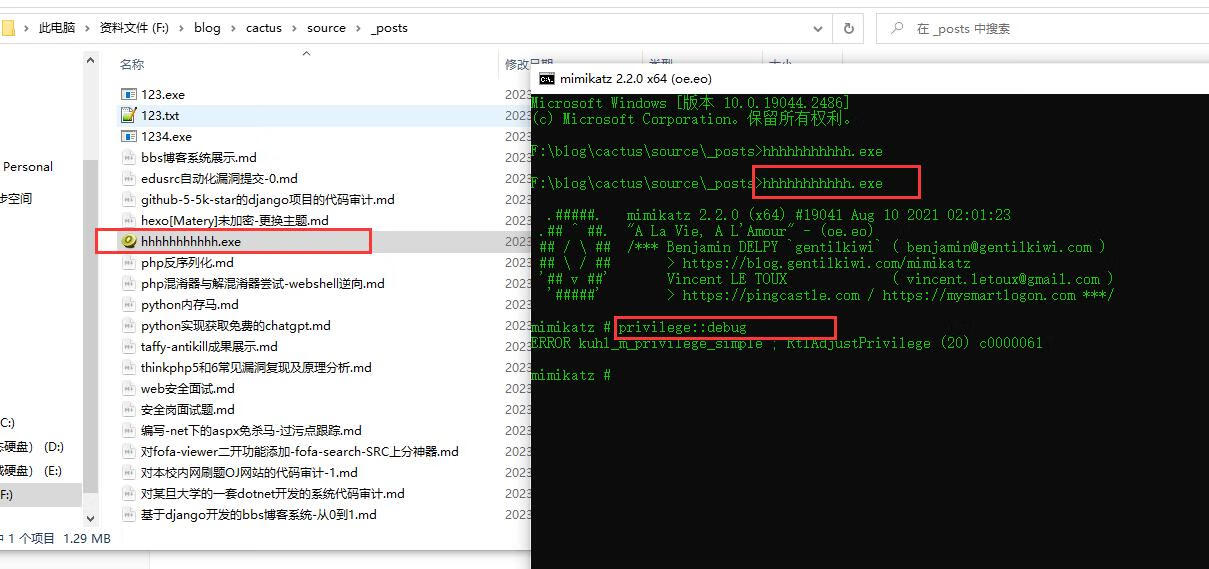 此电脑 > 资料文件 (F:) > blog > cactus > source > _posts
在 _posts 中搜索
名称
修改日期
类型
大小
123.exe
2023
123.txt
2023
1234.exe
2023
bbs博客系统展示.md
2023
edusrc自动化漏洞提交-0.md
2023
github-5-5k-star的django项目的代码审计.md
2023
hexo[Matery]未加密-更换主题.md
2023
hhhhhhhhhhh.exe
2023
php反序列化.md
2023
php混淆器与解混淆器尝试-webshell逆向.md
2023
python内存马.md
2023
python实现获取免费的chatgpt.md
2023
taffy-antikill成果展示.md
2023
thinkphp5和6常见漏洞复现及原理分析.md
2023
web安全面试.md
2023
安全岗面试题.md
2023
编写-net下的aspx免杀马-过污点跟踪.md
2023
对fofa-viewer二开功能添加-fofa-search-SRC上分神器.md
2023
对本校内网刷题OJ网站的代码审计-1.md
2023
对某旦大学的一套dotnet开发的系统代码审计.md
2023
基于django开发的bbs博客系统-从0到1.md
2023
Personal
步空间
C:)
态硬盘） (D:)
械硬盘） (E:)
F:)
中 1 个项目 1.29 MB
mimikatz 2.2.0 x64 (oe.eo)
Microsoft Windows [版本 10.0.19044.2486]
(c) Microsoft Corporation。保留所有权利。
F:\blog\cactus\source\_posts>hhhhhhhhhhh.exe
F:\blog\cactus\source\_posts>hhhhhhhhhhh.exe
.#####. mimikatz 2.2.0 (x64) #19041 Aug 10 2021 02:01:23
.## ^ ##. "A La Vie, A L'Amour" - (oe.eo)
## / \ ## /*** Benjamin DELPY `gentilkiwi` ( benjamin@gentilkiwi.com )
## \ / ## > https://blog.gentilkiwi.com/mimikatz
'## v ##' Vincent LE TOUX ( vincent.letoux@gmail.com )
'#####' > https://pingcastle.com / https://mysmartlogon.com ***/
mimikatz # privilege::debug
ERROR kuhl_m_privilege_simple ; RtlAdjustPrivilege (20) c0000061
mimikatz #